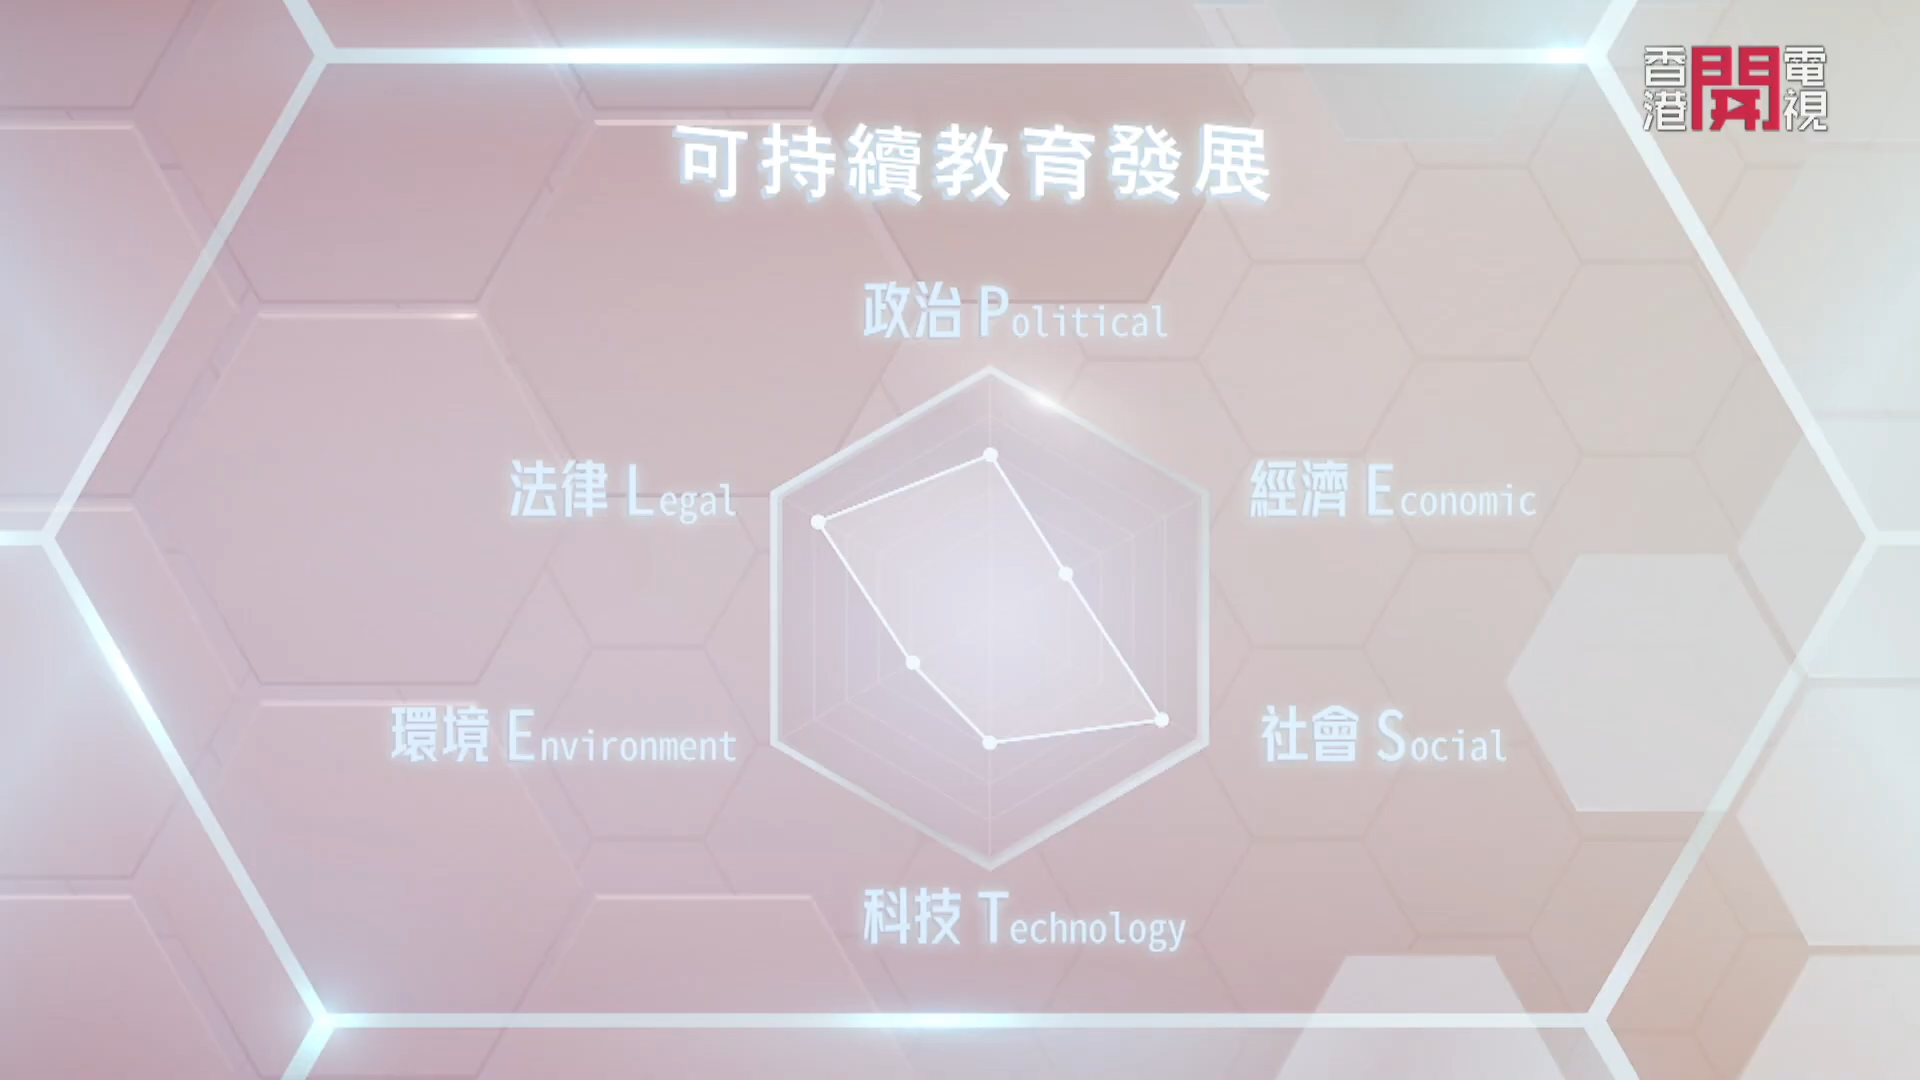 香港開電視
可持續教育發展
政治 Political
法律 Legal
經濟 Economic
環境 Environment
社會 Social
科技 Technology